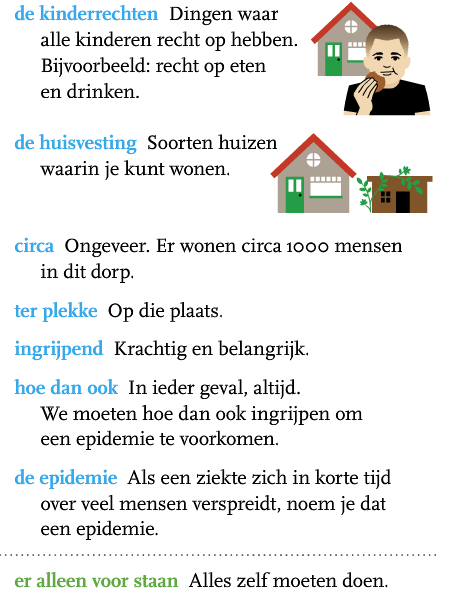 de kinderrechten Dingen waar
alle kinderen recht op hebben.
Bijvoorbeeld: recht op eten
en drinken.
de huisvesting Soorten huizen
waarin je kunt wonen.
circa Ongeveer. Er wonen circa 1000 mensen
in dit dorp.
ter plekke Op die plaats.
ingrijpend Krachtig en belangrijk.
hoe dan ook In ieder geval, altijd.
We moeten hoe dan ook ingrijpen om
een epidemie te voorkomen.
de epidemie Als een ziekte zich in korte tijd
over veel mensen verspreidt, noem je dat
een epidemie.
er alleen voor staan Alles zelf moeten doen.